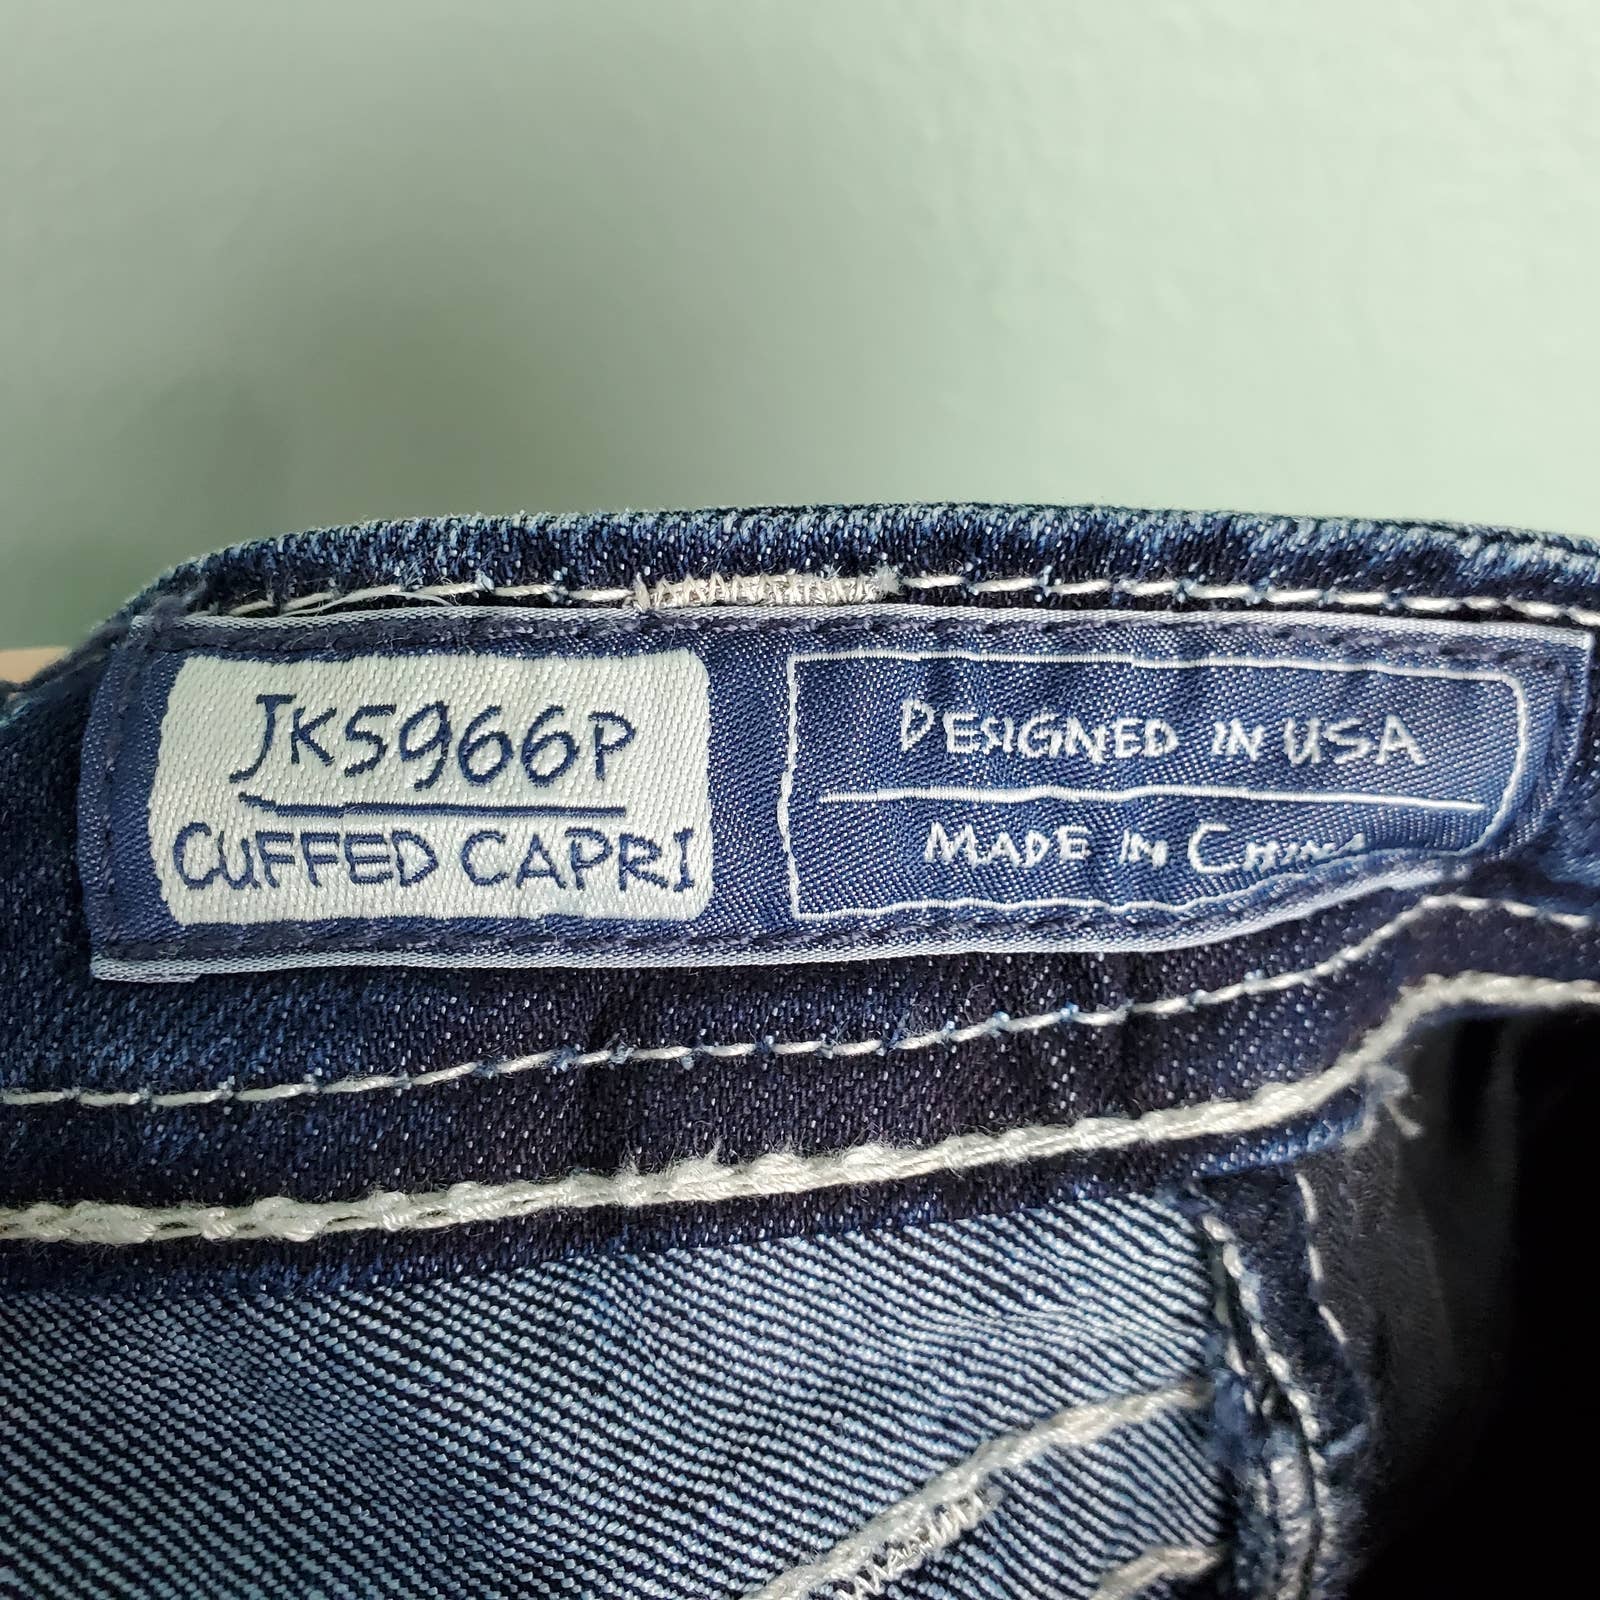 JK5966P
CUFFED CAPRI
DESIGNED IN USA
MADE IN CHINA